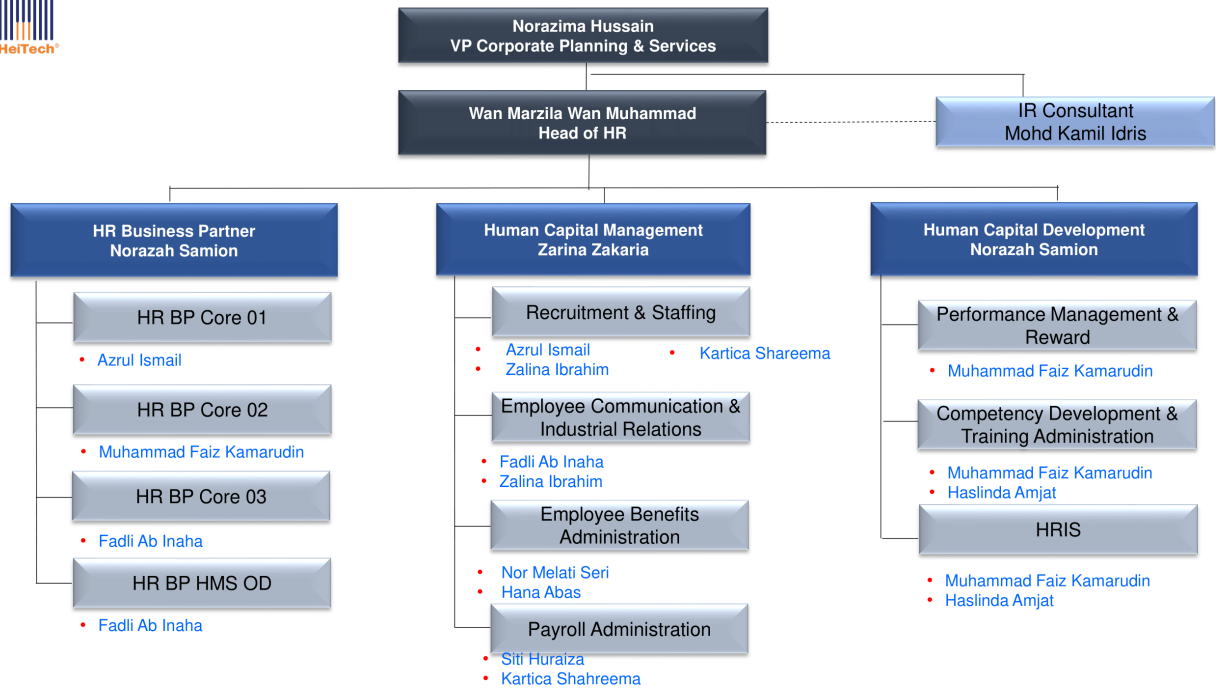 HeiTech®
Norazima Hussain
VP Corporate Planning & Services
Wan Marzila Wan Muhammad
Head of HR
IR Consultant
Mohd Kamil Idris
HR Business Partner
Norazah Samion
HR BP Core 01
• Azrul Ismail
HR BP Core 02
• Muhammad Faiz Kamarudin
HR BP Core 03
• Fadli Ab Inaha
HR BP HMS OD
• Fadli Ab Inaha
Human Capital Management
Zarina Zakaria
Recruitment & Staffing
• Azrul Ismail
• Zalina Ibrahim
• Kartica Shareema
Employee Communication &
Industrial Relations
• Fadli Ab Inaha
• Zalina Ibrahim
Employee Benefits
Administration
• Nor Melati Seri
• Hana Abas
Payroll Administration
• Siti Huraiza
• Kartica Shahreema
Human Capital Development
Norazah Samion
Performance Management &
Reward
• Muhammad Faiz Kamarudin
Competency Development &
Training Administration
• Muhammad Faiz Kamarudin
• Haslinda Amjat
HRIS
• Muhammad Faiz Kamarudin
• Haslinda Amjat